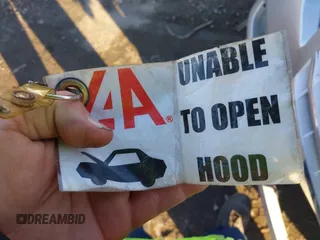 AA®
UNABLE
TO OPEN
HOOD
DREAMBID